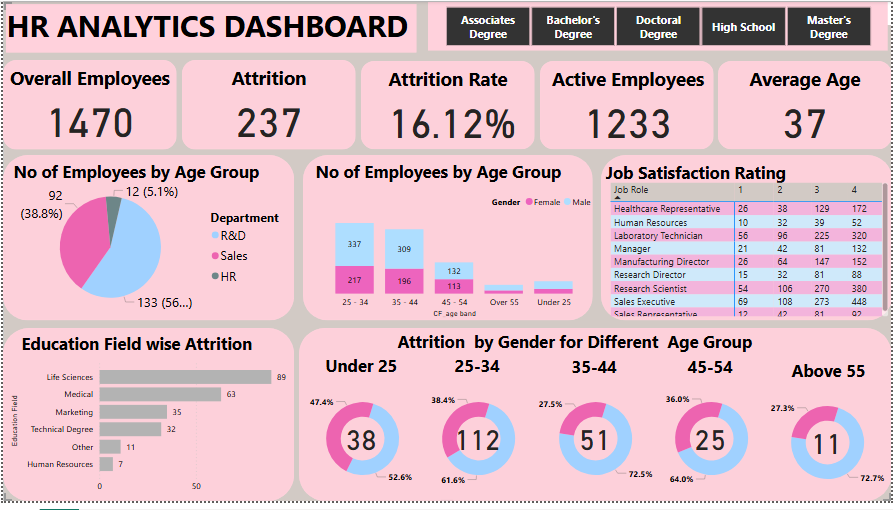 HR ANALYTICS DASHBOARD
Associates Degree
Bachelor's Degree
Doctoral Degree
High School
Master's Degree
Overall Employees
1470
Attrition
237
Attrition Rate
16.12%
Active Employees
1233
Average Age
37
No of Employees by Age Group
92
(38.8%)
12 (5.1%)
133 (56...)
Department
R&D
Sales
HR
No of Employees by Age Group
Gender Female Male
337
217
309
196
132
113
25 - 34 35 - 44 45 - 54 Over 55 Under 25
CF_age band
Job Satisfaction Rating
Job Role 1 2 3 4
Healthcare Representative 26 38 129 172
Human Resources 10 32 39 52
Laboratory Technician 56 96 225 320
Manager 21 42 81 132
Manufacturing Director 26 64 147 152
Research Director 15 32 81 88
Research Scientist 54 106 270 380
Sales Executive 69 108 273 448
Sales Representative 12 42 81 92
Education Field wise Attrition
Education Field
Life Sciences 89
Medical 63
Marketing 35
Technical Degree 32
Other 11
Human Resources 7
0 50
Attrition by Gender for Different Age Group
Under 25
47.4%
38
52.6%
25-34
38.4%
112
61.6%
35-44
27.5%
51
72.5%
45-54
36.0%
25
64.0%
Above 55
27.3%
11
72.7%